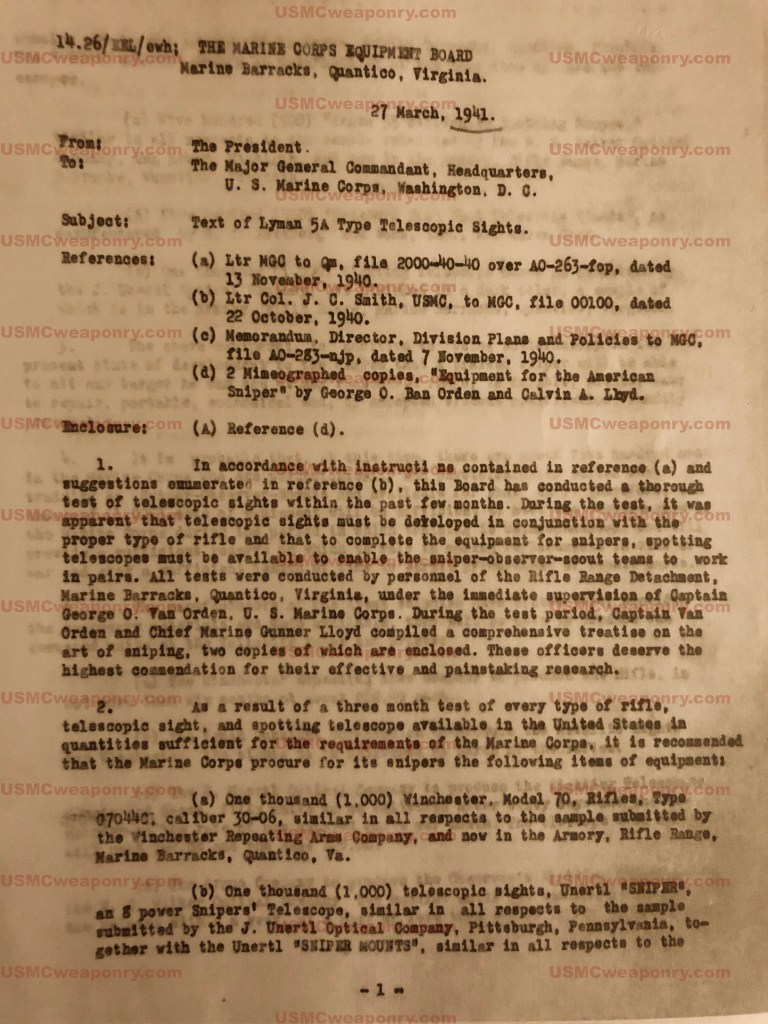 14.26/EEL/ewh; THE MARINE CORPS EQUIPMENT BOARD
Marine Barracks, Quantico, Virginia.
27 March, 1941.
From: The President.
To: The Major General Commandant, Headquarters,
U. S. Marine Corps, Washington, D. C.
Subject: Text of Lyman 5A Type Telescopic Sights.
References: (a) Ltr MGC to Qm, file 2000-40-40 over AO-263-fop, dated
13 November, 1940.
(b) Ltr Col. J. C. Smith, USMC, to MGC, file 00100, dated
22 October, 1940.
(c) Memorandum, Director, Division Plans and Policies to MGC,
file AO-283-njp, dated 7 November, 1940.
(d) 2 Mimeographed copies, "Equipment for the American
Sniper" by George O. Ban Orden and Calvin A. Lbyd.
Enclosure: (A) Reference (d).
1. In accordance with instructi ns contained in reference (a) and
suggestions enumerated in reference (b), this Board has conducted a thorough
test of telescopic sights within the past few months. During the test, it was
apparent that telescopic sights must be developed in conjunction with the
proper type of rifle and that to complete the equipment for snipers, spotting
telescopes must be available to enable the sniper-observer-scout teams to work
in pairs. All tests were conducted by personnel of the Rifle Range Detachment,
Marine Barracks, Quantico, Virginia, under the immediate supervision of Captain
George O. Van Orden, U. S. Marine Corps. During the test period, Captain Van
Orden and Chief Marine Gunner Lloyd compiled a comprehensive treatise on the
art of sniping, two copies of which are enclosed. These officers deserve the
highest commendation for their effective and painstaking research.
2. As a result of a three month test of every type of rifle,
telescopic sight, and spotting telescope available in the United States in
quantities sufficient for the requirements of the Marine Corps, it is recommended
that the Marine Corps procure for its snipers the following items of equipment:
(a) One thousand (1,000) Winchester, Model 70, Rifles, Type
G7044C, caliber 30-06, similar in all respects to the sample submitted by
the Winchester Repeating Arms Company, and now in the Armory, Rifle Range,
Marine Barracks, Quantico, Va.
(b) One thousand (1,000) telescopic sights, Unertl "SNIPER",
an 8 power Snipers' Telescope, similar in all respects to the sample
submitted by the J. Unertl Optical Company, Pittsburgh, Pennsylvania, to-
gether with the Unertl "SNIPER MOUNTS", similar in all respects to the
- 1 -
USMCweaponry.com